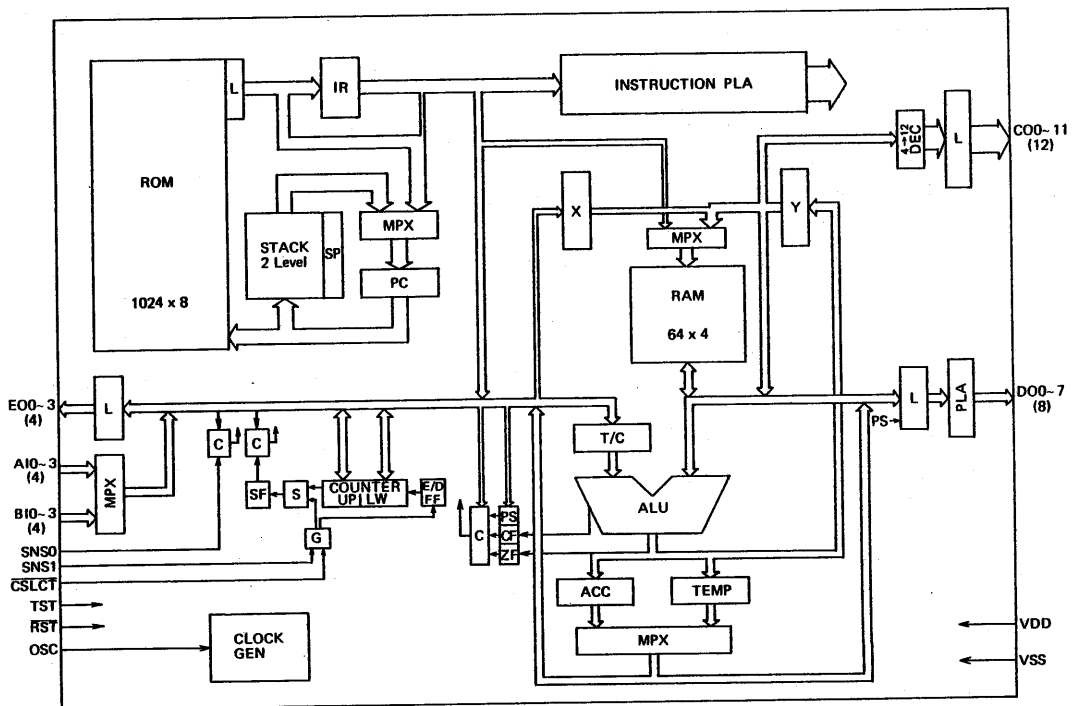 ROM
1024 x 8
L
IR
INSTRUCTION PLA
4→12
DEC
L
CO0~11
(12)
STACK
2 Level
SP
MPX
PC
X
Y
MPX
RAM
64 x 4
EO0~3
(4)
L
C
C
T/C
PS
L
PLA
DO0~7
(8)
AI0~3
(4)
BI0~3
(4)
MPX
SF
S
COUNTER
UP|LW
E/D
FF
G
C
PS
CF
ZF
ALU
SNS0
SNS1
CSLCT
TST
RST
OSC
CLOCK
GEN
ACC
TEMP
MPX
VDD
VSS